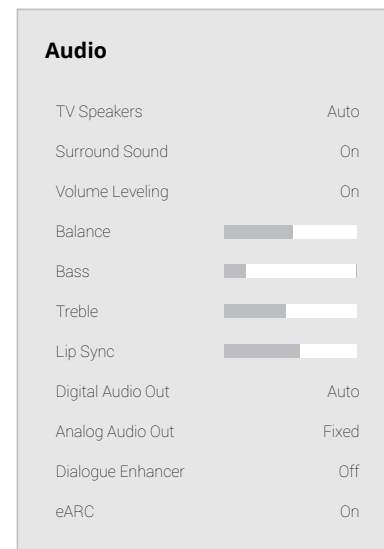 Audio
TV Speakers Auto
Surround Sound On
Volume Leveling On
Balance
Bass
Treble
Lip Sync
Digital Audio Out Auto
Analog Audio Out Fixed
Dialogue Enhancer Off
eARC On